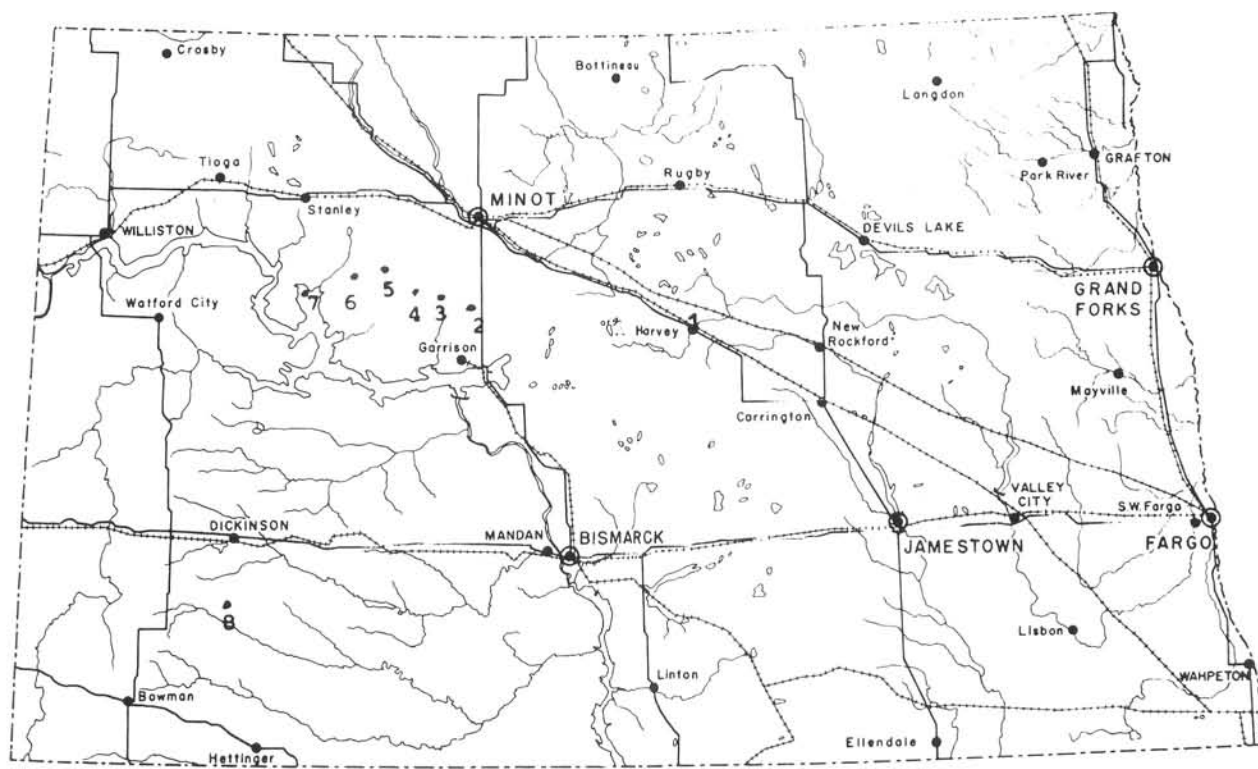 Crosby
Bottineau
Langdon
Tioga
Rugby
Park River
GRAFTON
Stanley
MINOT
WILLISTON
DEVILS LAKE
GRAND
FORKS
7
6
5
4
3
2
Watford City
Harvey
1
New
Rockford
Garrison
Mayville
Carrington
VALLEY
CITY
S.W. Fargo
DICKINSON
MANDAN
BISMARCK
JAMESTOWN
FARGO
8
Lisbon
Linton
WAHPETON
Bowman
Hettinger
Ellendale